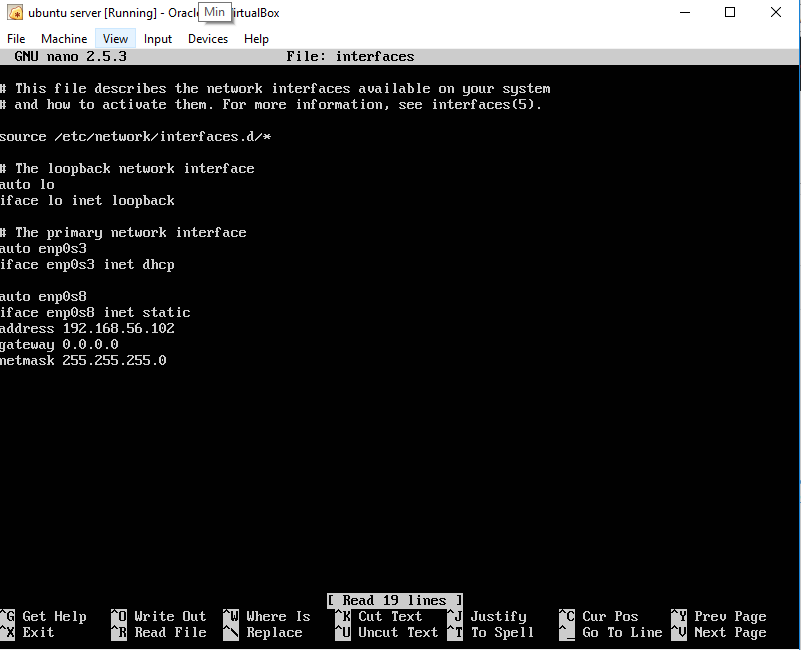 ubuntu server [Running] - Oracle VirtualBox
Min
File Machine View Input Devices Help
GNU nano 2.5.3 File: interfaces
# This file describes the network interfaces available on your system
# and how to activate them. For more information, see interfaces(5).
source /etc/network/interfaces.d/*
# The loopback network interface
auto lo
iface lo inet loopback
# The primary network interface
auto enp0s3
iface enp0s3 inet dhcp
auto enp0s8
iface enp0s8 inet static
address 192.168.56.102
gateway 0.0.0.0
netmask 255.255.255.0
[ Read 19 lines ]
^G Get Help ^O Write Out ^W Where Is ^K Cut Text ^J Justify ^C Cur Pos ^Y Prev Page
^X Exit ^R Read File ^\ Replace ^U Uncut Text ^T To Spell ^_ Go To Line ^V Next Page